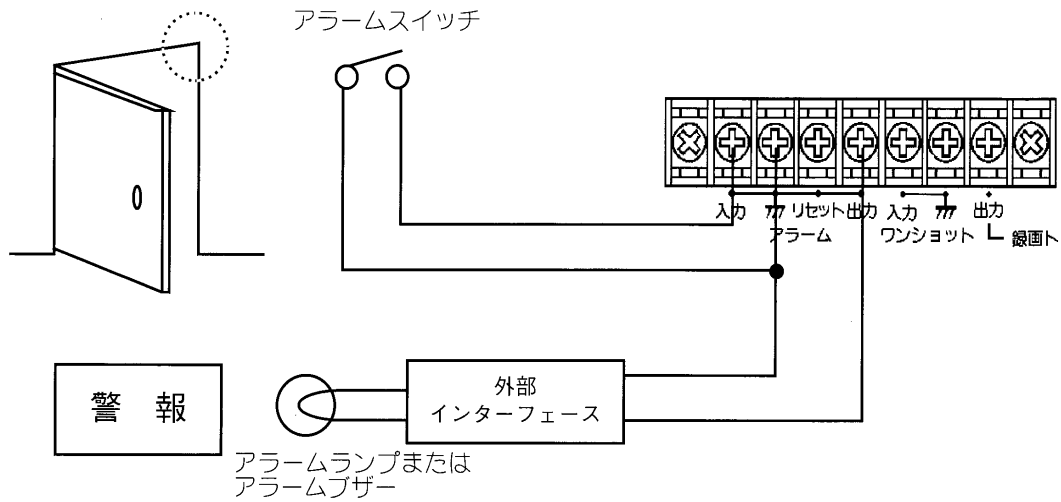 アラームスイッチ
入力 リセット 出力 入力 出力
アラーム ワンショット 録画ト
警 報
外部
インターフェース
アラームランプまたは
アラームブザー